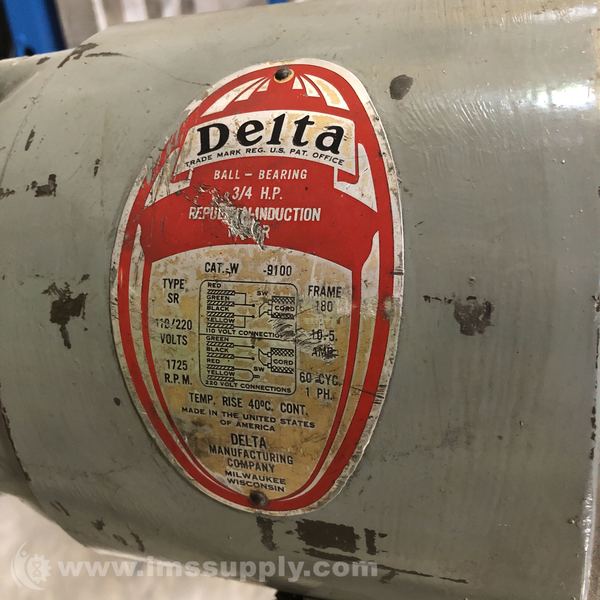 Delta
TRADE MARK REG. U.S. PAT. OFFICE
BALL - BEARING
3/4 H.P.
INDUCTION
CAT.-W -9100
TYPE
SR
110/220
VOLTS
1725
R.P.M.
RED
GREEN
BLACK
YELLOW
SW
CORD
110 VOLT CONNECTIONS
GREEN
BLACK
RED
YELLOW
CORD
SW
220 VOLT CONNECTIONS
FRAME
180
10.5
AMP.
60 CYC.
1 PH.
TEMP. RISE 40°C. CONT.
MADE IN THE UNITED STATES
OF AMERICA
DELTA
MANUFACTURING
COMPANY
MILWAUKEE
WISCONSIN
www.imssupply.com